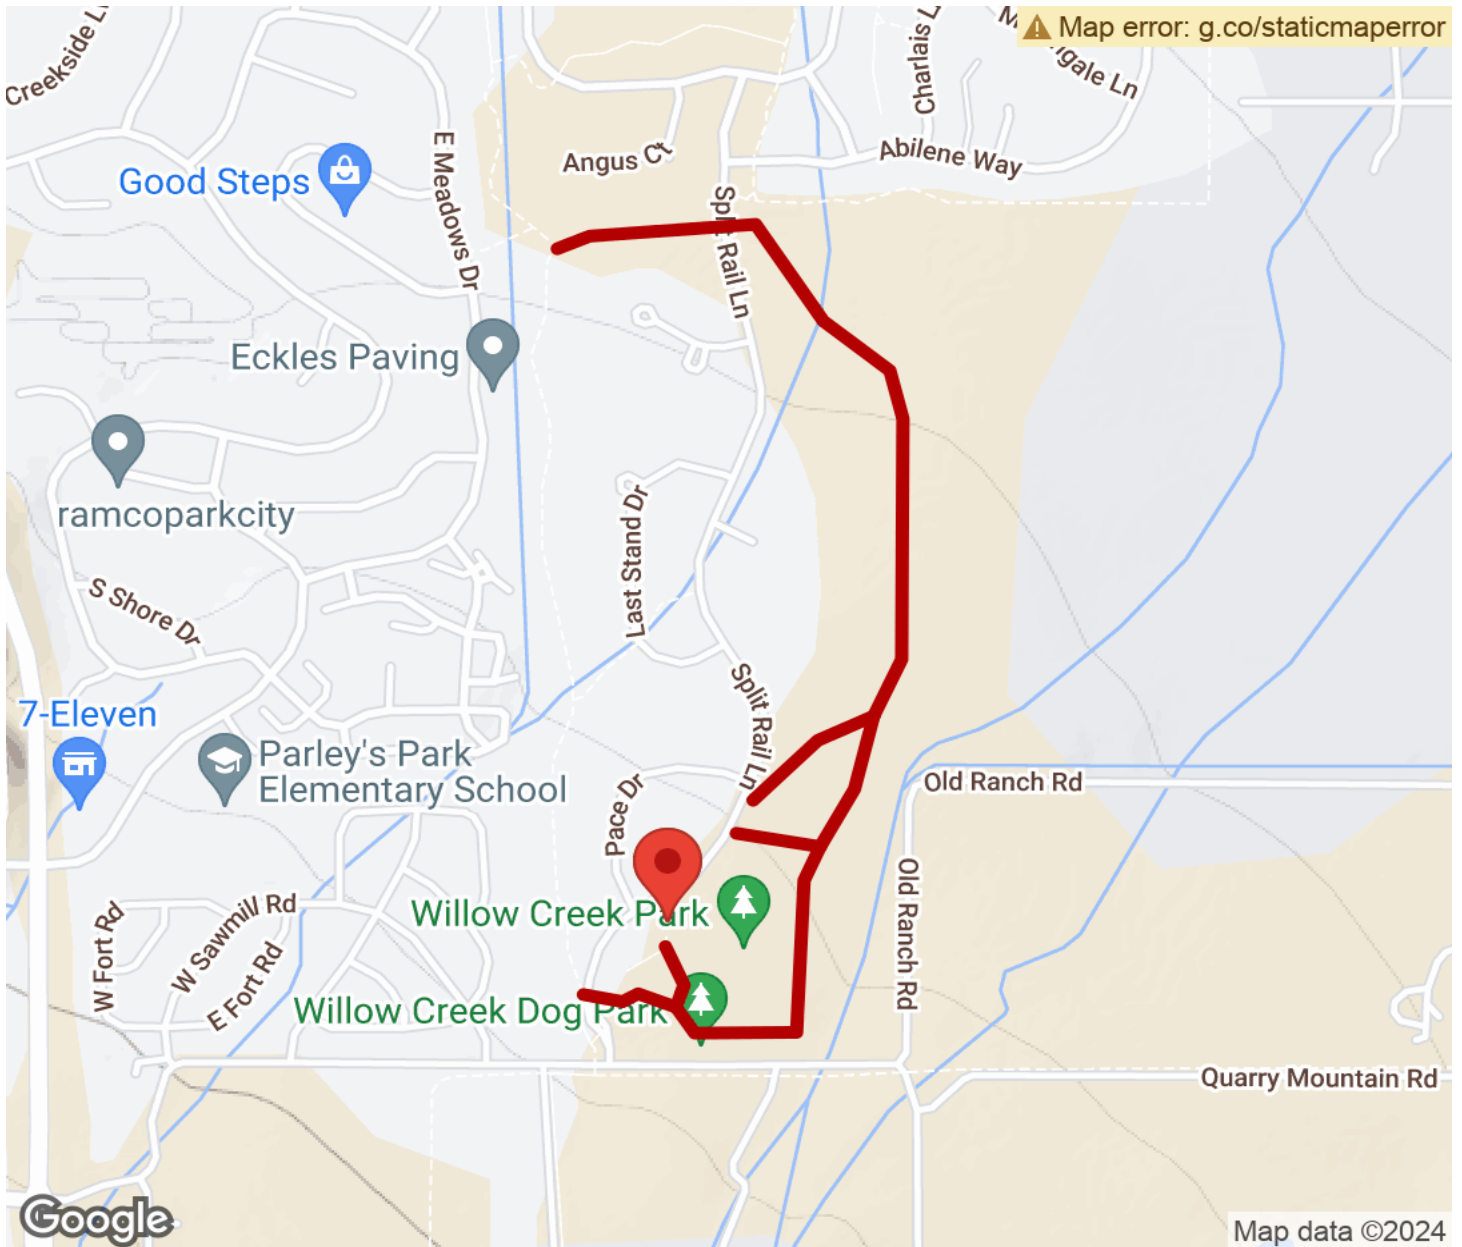 Map error: g.co/staticmaperror
Creekside L
Charlais L
gale Ln
Good Steps
E Meadows Dr
Angus Ct
Abilene Way
Split Rail Ln
Eckles Paving
ramcoparkcity
Last Stand Dr
S Shore Dr
Split Rail Ln
7-Eleven
Parley's Park
Elementary School
Pace Dr
Old Ranch Rd
Old Ranch Rd
W Fort Rd
W Sawmill Rd
E Fort Rd
Willow Creek Park
Willow Creek Dog Park
Quarry Mountain Rd
Google
Map data ©2024